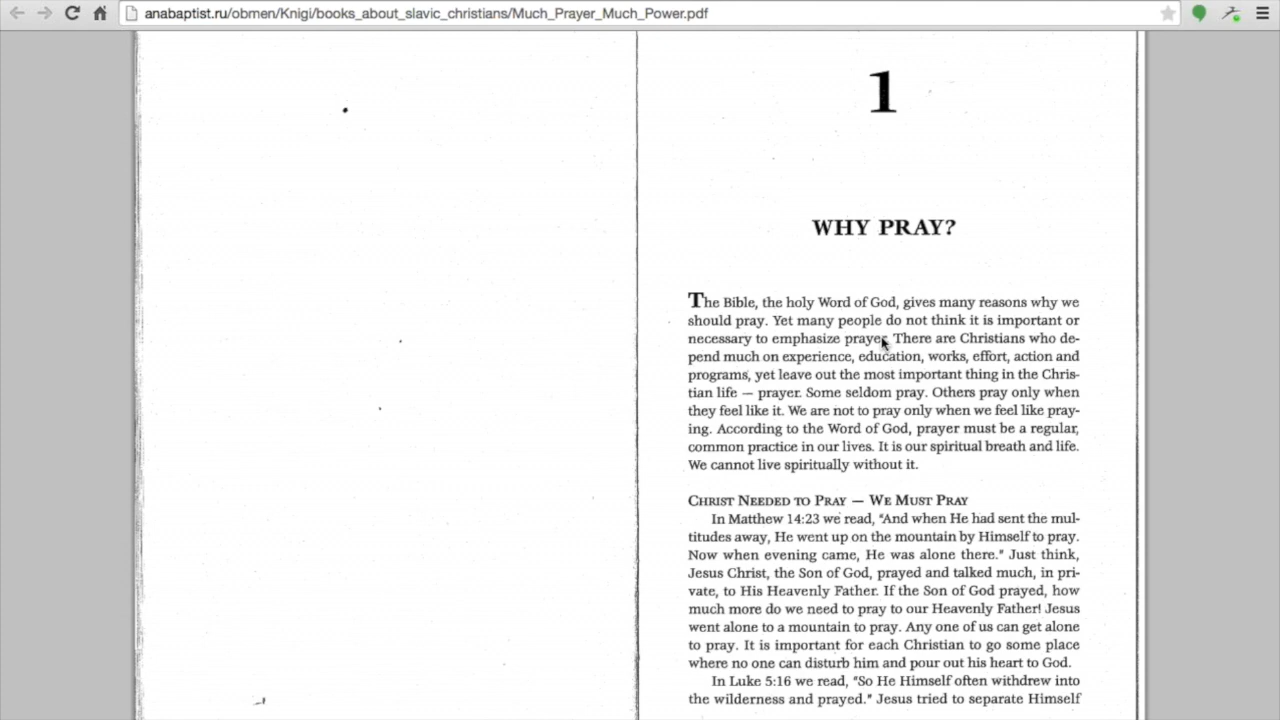 anabaptist.ru/obmen/Knigi/books_about_slavic_christians/Much_Prayer_Much_Power.pdf
1
WHY PRAY?
The Bible, the holy Word of God, gives many reasons why we
should pray. Yet many people do not think it is important or
necessary to emphasize prayer. There are Christians who de-
pend much on experience, education, works, effort, action and
programs, yet leave out the most important thing in the Chris-
tian life — prayer. Some seldom pray. Others pray only when
they feel like it. We are not to pray only when we feel like pray-
ing. According to the Word of God, prayer must be a regular,
common practice in our lives. It is our spiritual breath and life.
We cannot live spiritually without it.
CHRIST NEEDED TO PRAY — WE MUST PRAY
In Matthew 14:23 we read, "And when He had sent the mul-
titudes away, He went up on the mountain by Himself to pray.
Now when evening came, He was alone there." Just think,
Jesus Christ, the Son of God, prayed and talked much, in pri-
vate, to His Heavenly Father. If the Son of God prayed, how
much more do we need to pray to our Heavenly Father! Jesus
went alone to a mountain to pray. Any one of us can get alone
to pray. It is important for each Christian to go some place
where no one can disturb him and pour out his heart to God.
In Luke 5:16 we read, "So He Himself often withdrew into
the wilderness and prayed." Jesus tried to separate Himself